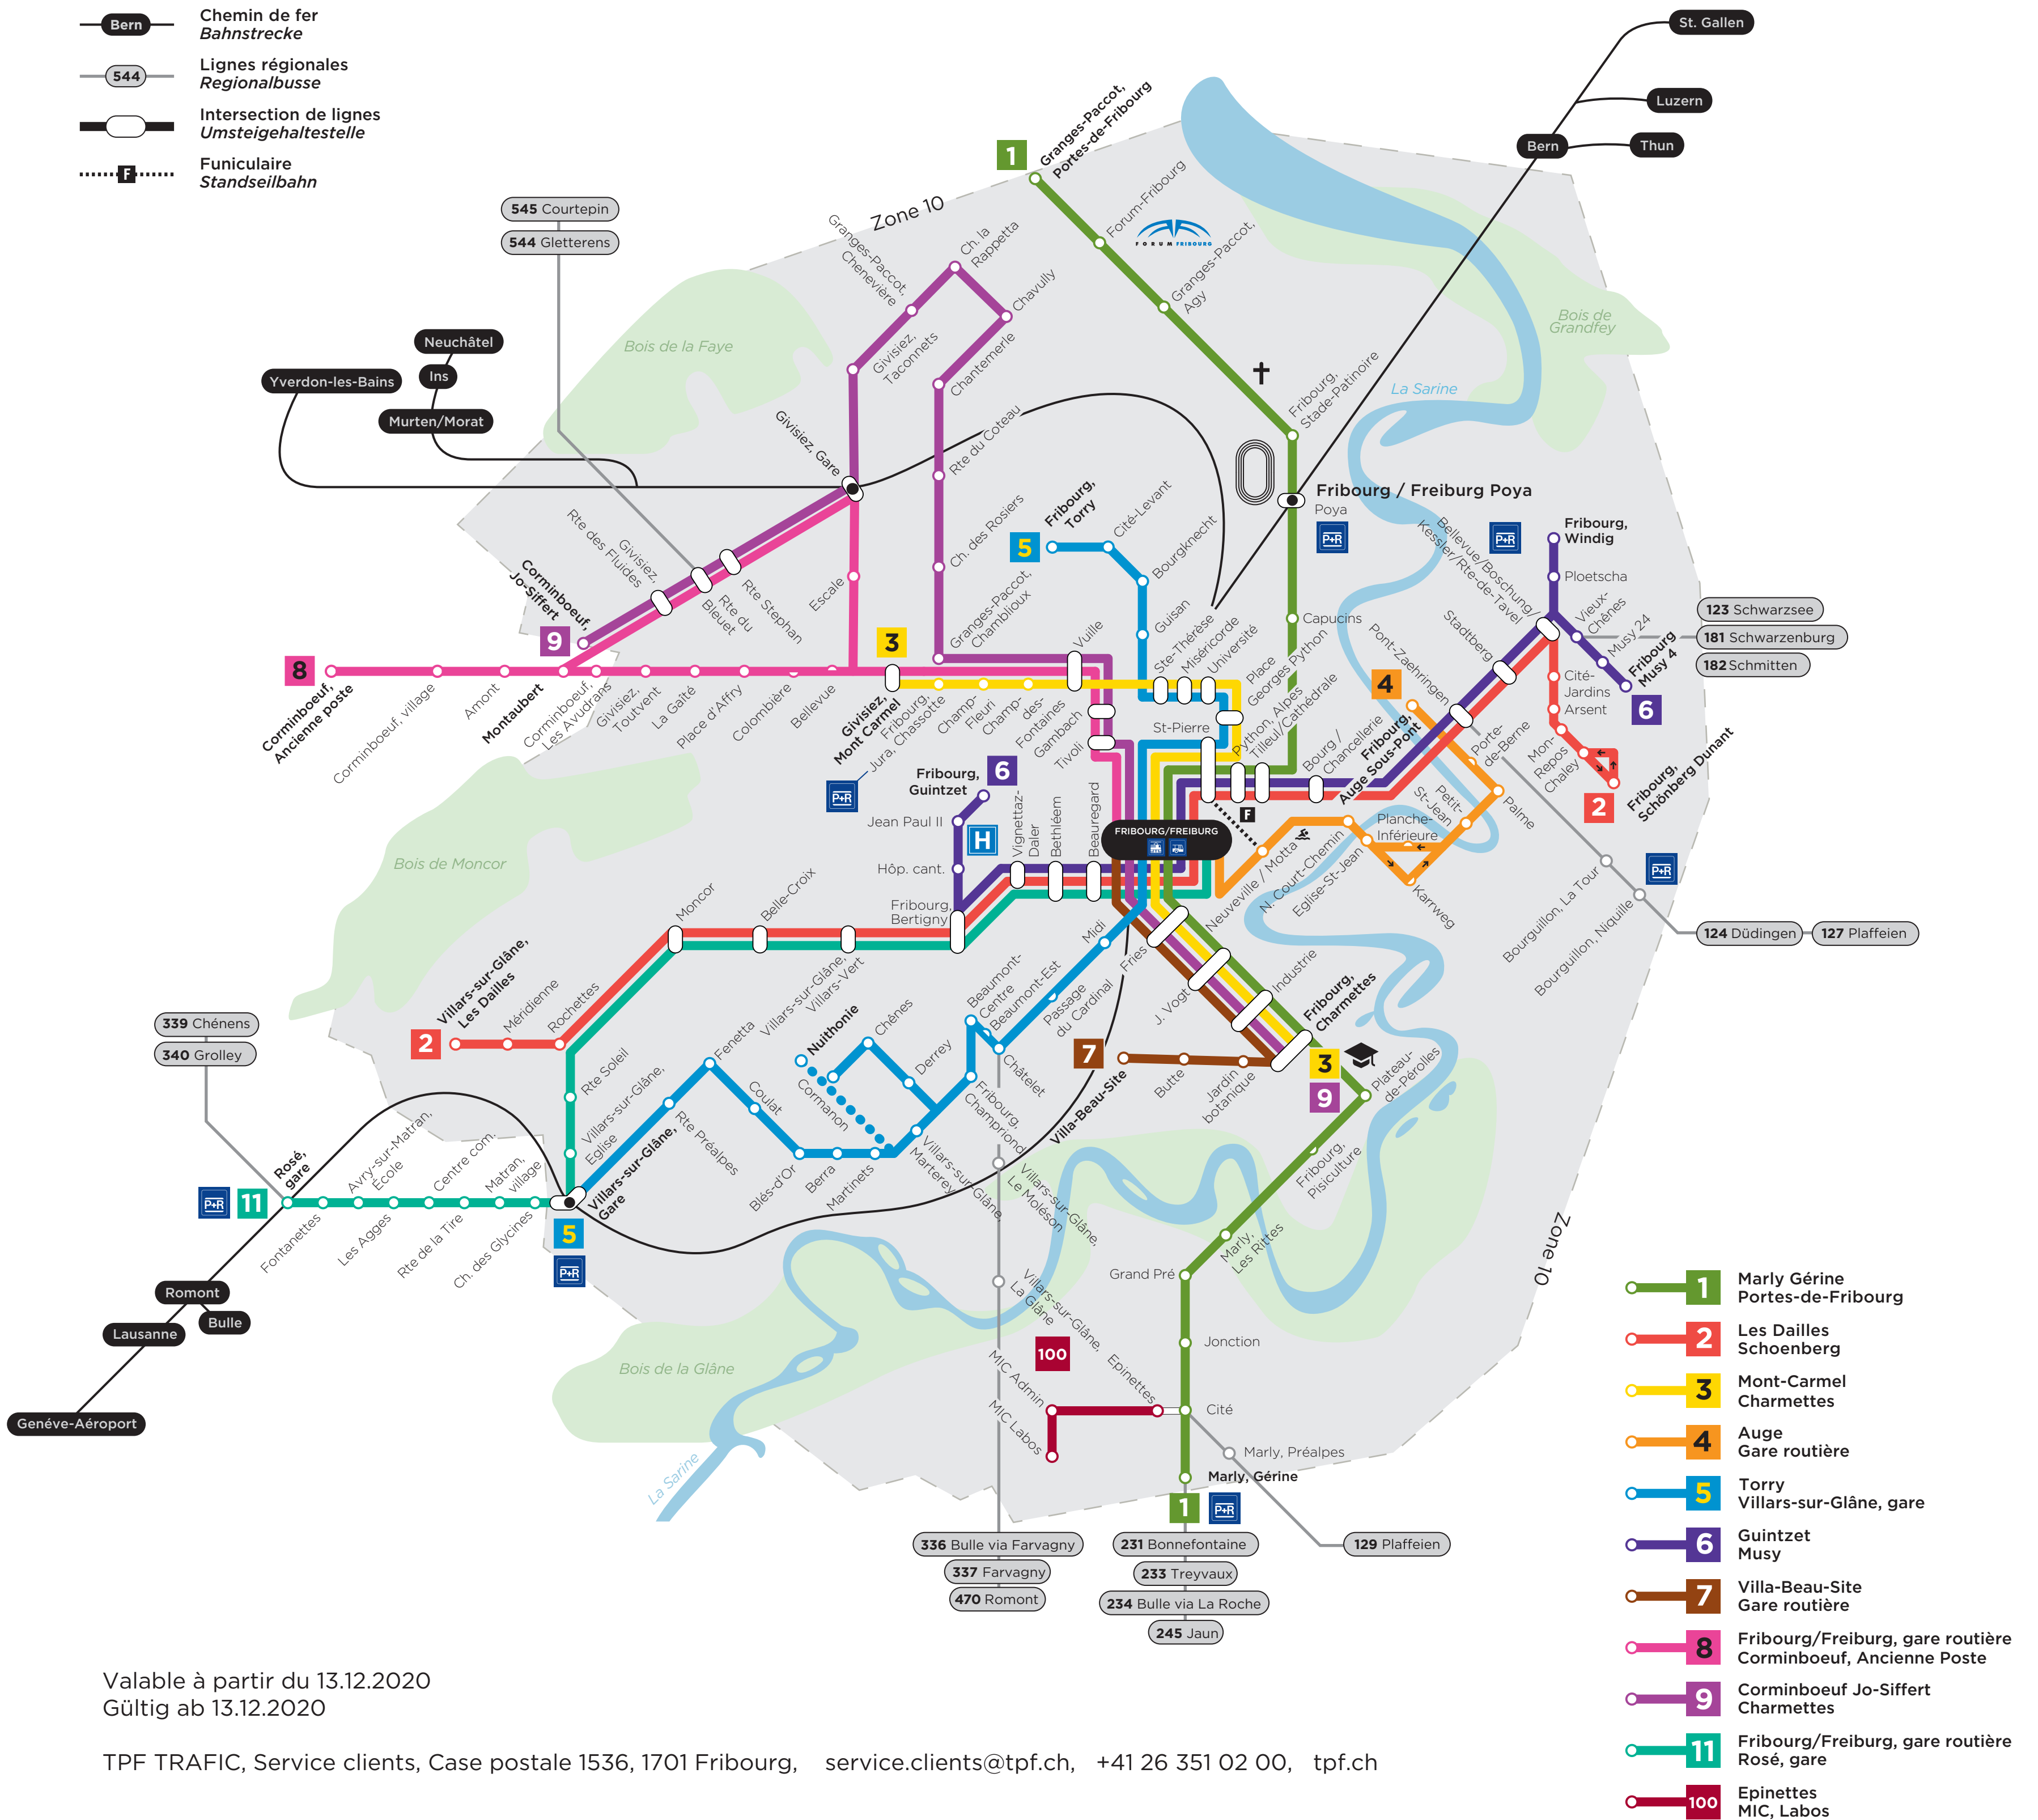 Bern
Chemin de fer
Bahnstrecke
544
Lignes régionales
Regionalbusse
Intersection de lignes
Umsteigehaltestelle
F
Funiculaire
Standseilbahn
St. Gallen
Luzern
Bern
Thun
545 Courtepin
544 Gletterens
Zone 10
1
Granges-Paccot,
Portes-de-Fribourg
Forum-Fribourg
FORUM FRIBOURG
Granges-Paccot,
Agy
Fribourg,
Stade-Patinoire
Fribourg / Freiburg Poya
Poya
P+R
Capucins
Bois de
Grandfey
La Sarine
Bois de la Faye
Granges-Paccot,
Chenevière
Ch. la
Rappetta
Chavully
Givisiez,
Taconnets
Chantemerle
Rte du Coteau
Ch. des Rosiers
Granges-Paccot,
Chamblioux
Neuchâtel
Ins
Murten/Morat
Yverdon-les-Bains
Givisiez, Gare
Rte des Fluides
Givisiez,
Rte du
Bleuet
Rte Stephan
Escale
Corminboeuf,
Jo-Siffert
9
8
Corminboeuf,
Ancienne poste
Corminboeuf, village
Amont
Montaubert
Corminboeuf,
Les Avudrans
Givisiez,
Toutvent
La Gaîté
Place d'Affry
Colombière
Bellevue
3
Givisiez,
Mont Carmel
Fribourg,
Jura, Chassotte
P+R
Champ-
Fleuri
Champ-
des-
Fontaines
Vuille
Gambach
Tivoli
5
Fribourg,
Torry
Cité-Levant
Bourgknecht
Guisan
Ste-Thérèse
Miséricorde
Université
Place
Georges Python
St-Pierre
Python, Alpes
Tilleul/Cathédrale
Bourg /
Chancellerie
4
Fribourg,
Auge Sous-Pont
Pont-Zaehringen
Stadtberg
Bellevue/Boschung/
Kessler/Rte-de-Tavel
P+R
Fribourg,
Windig
Ploetscha
Vieux-
Chênes
Musy 24
Fribourg
Musy 4
6
123 Schwarzsee
181 Schwarzenburg
182 Schmitten
Cité-
Jardins
Arsent
Mon-
Repos
Chaley
2
Fribourg,
Schönberg Dunant
Porte-
de-Berne
Palme
Petit-
St-Jean
Planche-
Inférieure
Karrweg
Eglise-St-Jean
N. Court-Chemin
Neuveville / Motta
F
FRIBOURG/FREIBURG
Bourguillon, La Tour
Bourguillon, Niquille
P+R
124 Düdingen
127 Plaffeien
Fribourg,
Guintzet
6
Jean Paul II
H
Hôp. cant.
Fribourg,
Bertigny
Vignettaz-
Daler
Bethléem
Beauregard
Bois de Moncor
Moncor
Belle-Croix
Villars-sur-Glâne,
Villars-Vert
2
Villars-sur-Glâne,
Les Dailles
Méridienne
Rochettes
Rte Soleil
Villars-sur-Glâne,
Eglise
339 Chénens
340 Grolley
Rosé,
gare
P+R
11
Fontanettes
Avry-sur-Matran,
École
Les Agges
Centre com.
Rte de la Tire
Matran,
village
Ch. des Glycines
Villars-sur-Glâne,
Gare
5
P+R
Rte Préalpes
Fenetta
Coulat
Blés-d'Or
Berra
Martinets
Nuithonie
Cormanon
Chênes
Derrey
Villars-sur-Glâne,
Marterey
Fribourg,
Champriond
Beaumont-
Centre
Beaumont-Est
Châtelet
Passage
du Cardinal
Midi
Fries
J. Vogt
Industrie
Fribourg,
Charmettes
3
9
7
Villa-Beau-Site
Butte
Jardin
botanique
Plateau-
de-Pérolles
Fribourg,
Pisiculture
Marly,
Les Rittes
Grand Pré
Jonction
Cité
Marly, Préalpes
Marly, Gérine
1
P+R
Villars-sur-Glâne,
Le Moléson
Villars-sur-Glâne,
La Glâne
100
MIC Admin
MIC Labos
Epinettes
Zone 10
Romont
Bulle
Lausanne
Genéve-Aéroport
Bois de la Glâne
La Sarine
336 Bulle via Farvagny
337 Farvagny
470 Romont
231 Bonnefontaine
233 Treyvaux
234 Bulle via La Roche
245 Jaun
129 Plaffeien
1
Marly Gérine
Portes-de-Fribourg
2
Les Dailles
Schoenberg
3
Mont-Carmel
Charmettes
4
Auge
Gare routière
5
Torry
Villars-sur-Glâne, gare
6
Guintzet
Musy
7
Villa-Beau-Site
Gare routière
8
Fribourg/Freiburg, gare routière
Corminboeuf, Ancienne Poste
9
Corminboeuf Jo-Siffert
Charmettes
11
Fribourg/Freiburg, gare routière
Rosé, gare
100
Epinettes
MIC, Labos
Valable à partir du 13.12.2020
Gültig ab 13.12.2020
TPF TRAFIC, Service clients, Case postale 1536, 1701 Fribourg, service.clients@tpf.ch, +41 26 351 02 00, tpf.ch